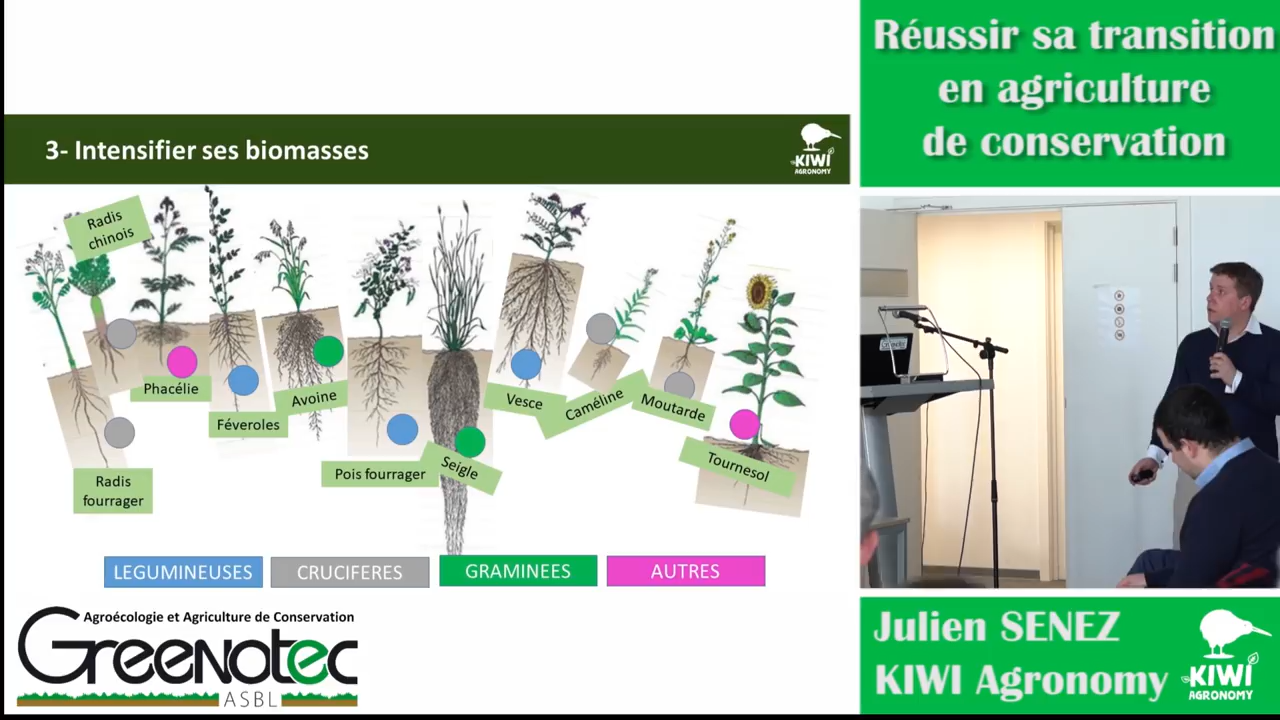 Réussir sa transition
en agriculture
de conservation
3- Intensifier ses biomasses
KIWI
AGRONOMY
Radis
chinois
Phacélie
Féveroles
Avoine
Radis
fourrager
Pois fourrager
Seigle
Vesce
Caméline
Moutarde
Tournesol
LEGUMINEUSES
CRUCIFERES
GRAMINEES
AUTRES
Agroécologie et Agriculture de Conservation
Greenotec
ASBL
Julien SENEZ
KIWI Agronomy
KIWI
AGRONOMY